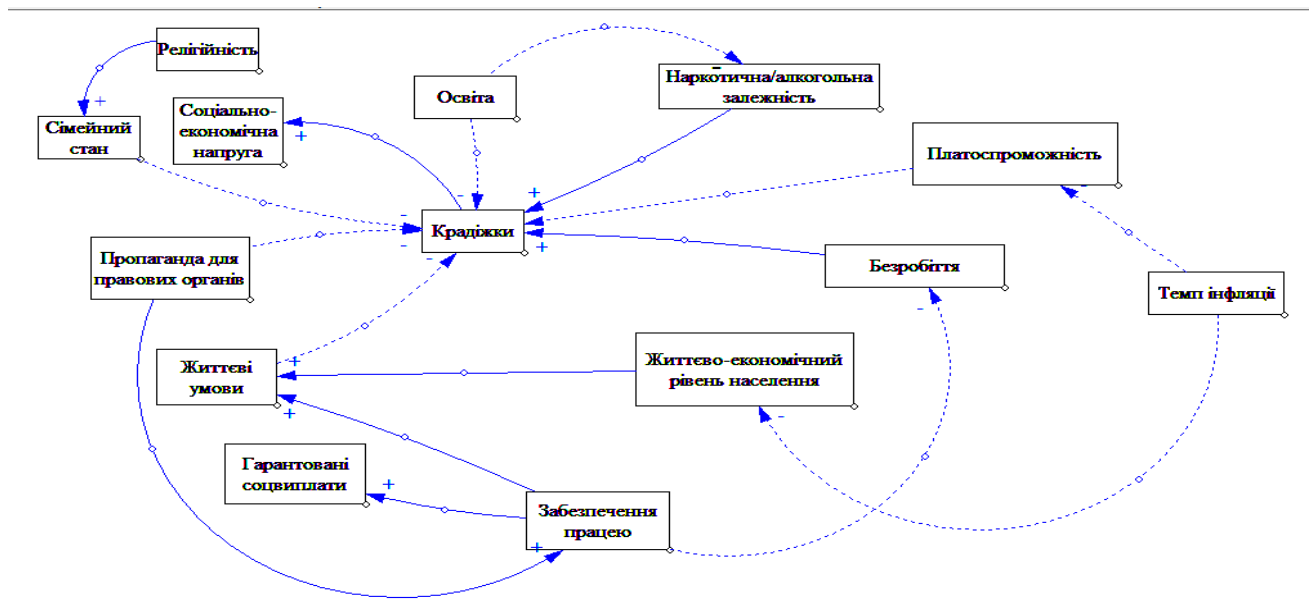 Релігійність
Наркотична/алкогольна
залежність
Освіта
Соціально-
економічна
напруга
Сімейний
стан
Платоспроможність
Крадіжки
Пропаганда для
правових органів
Безробіття
Темп інфляції
Життєві
умови
Життєво-економічний
рівень населення
Гарантовані
соцвиплати
Забезпечення
працею